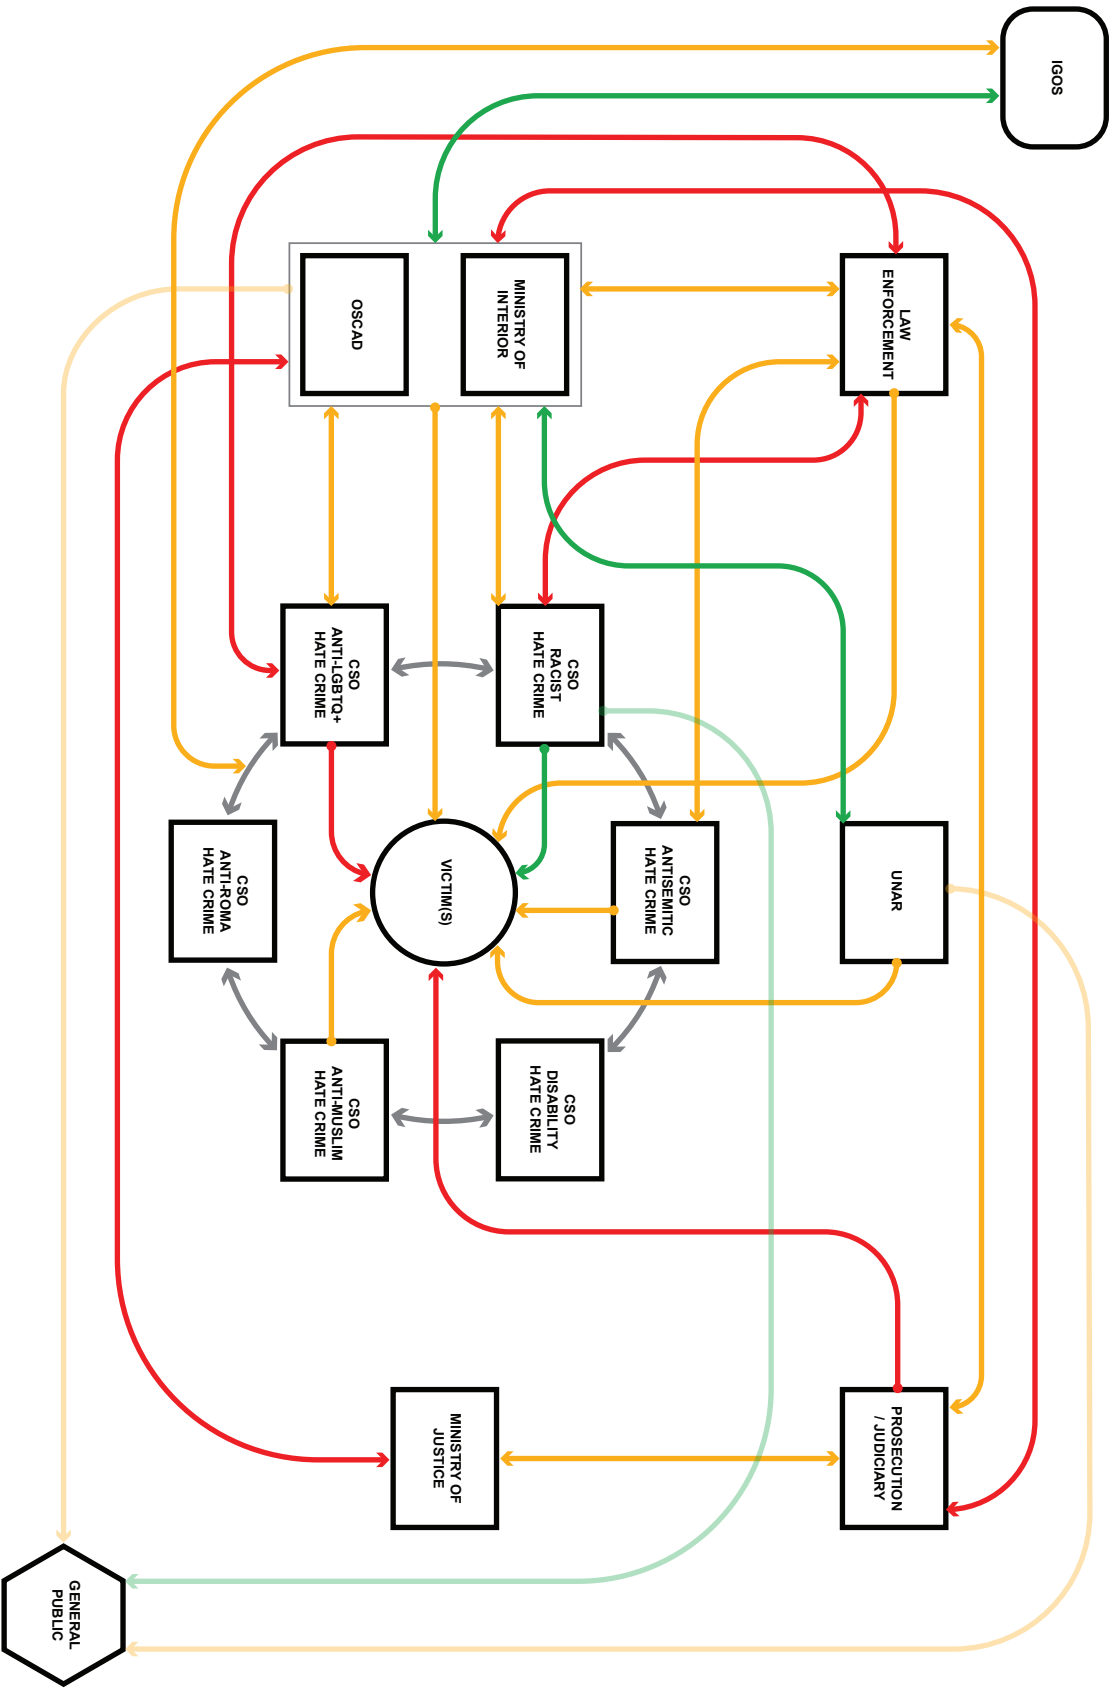 IGOS
LAW
ENFORCEMENT
MINISTRY OF
INTERIOR
OSCAD
CSO
RACIST
HATE CRIME
CSO
ANTI-LGBTQ+
HATE CRIME
UNAR
CSO
ANTISEMITIC
HATE CRIME
VICTIM(S)
CSO
ANTI-ROMA
HATE CRIME
CSO
DISABILITY
HATE CRIME
CSO
ANTI-MUSLIM
HATE CRIME
PROSECUTION
/ JUDICIARY
MINISTRY OF
JUSTICE
GENERAL
PUBLIC